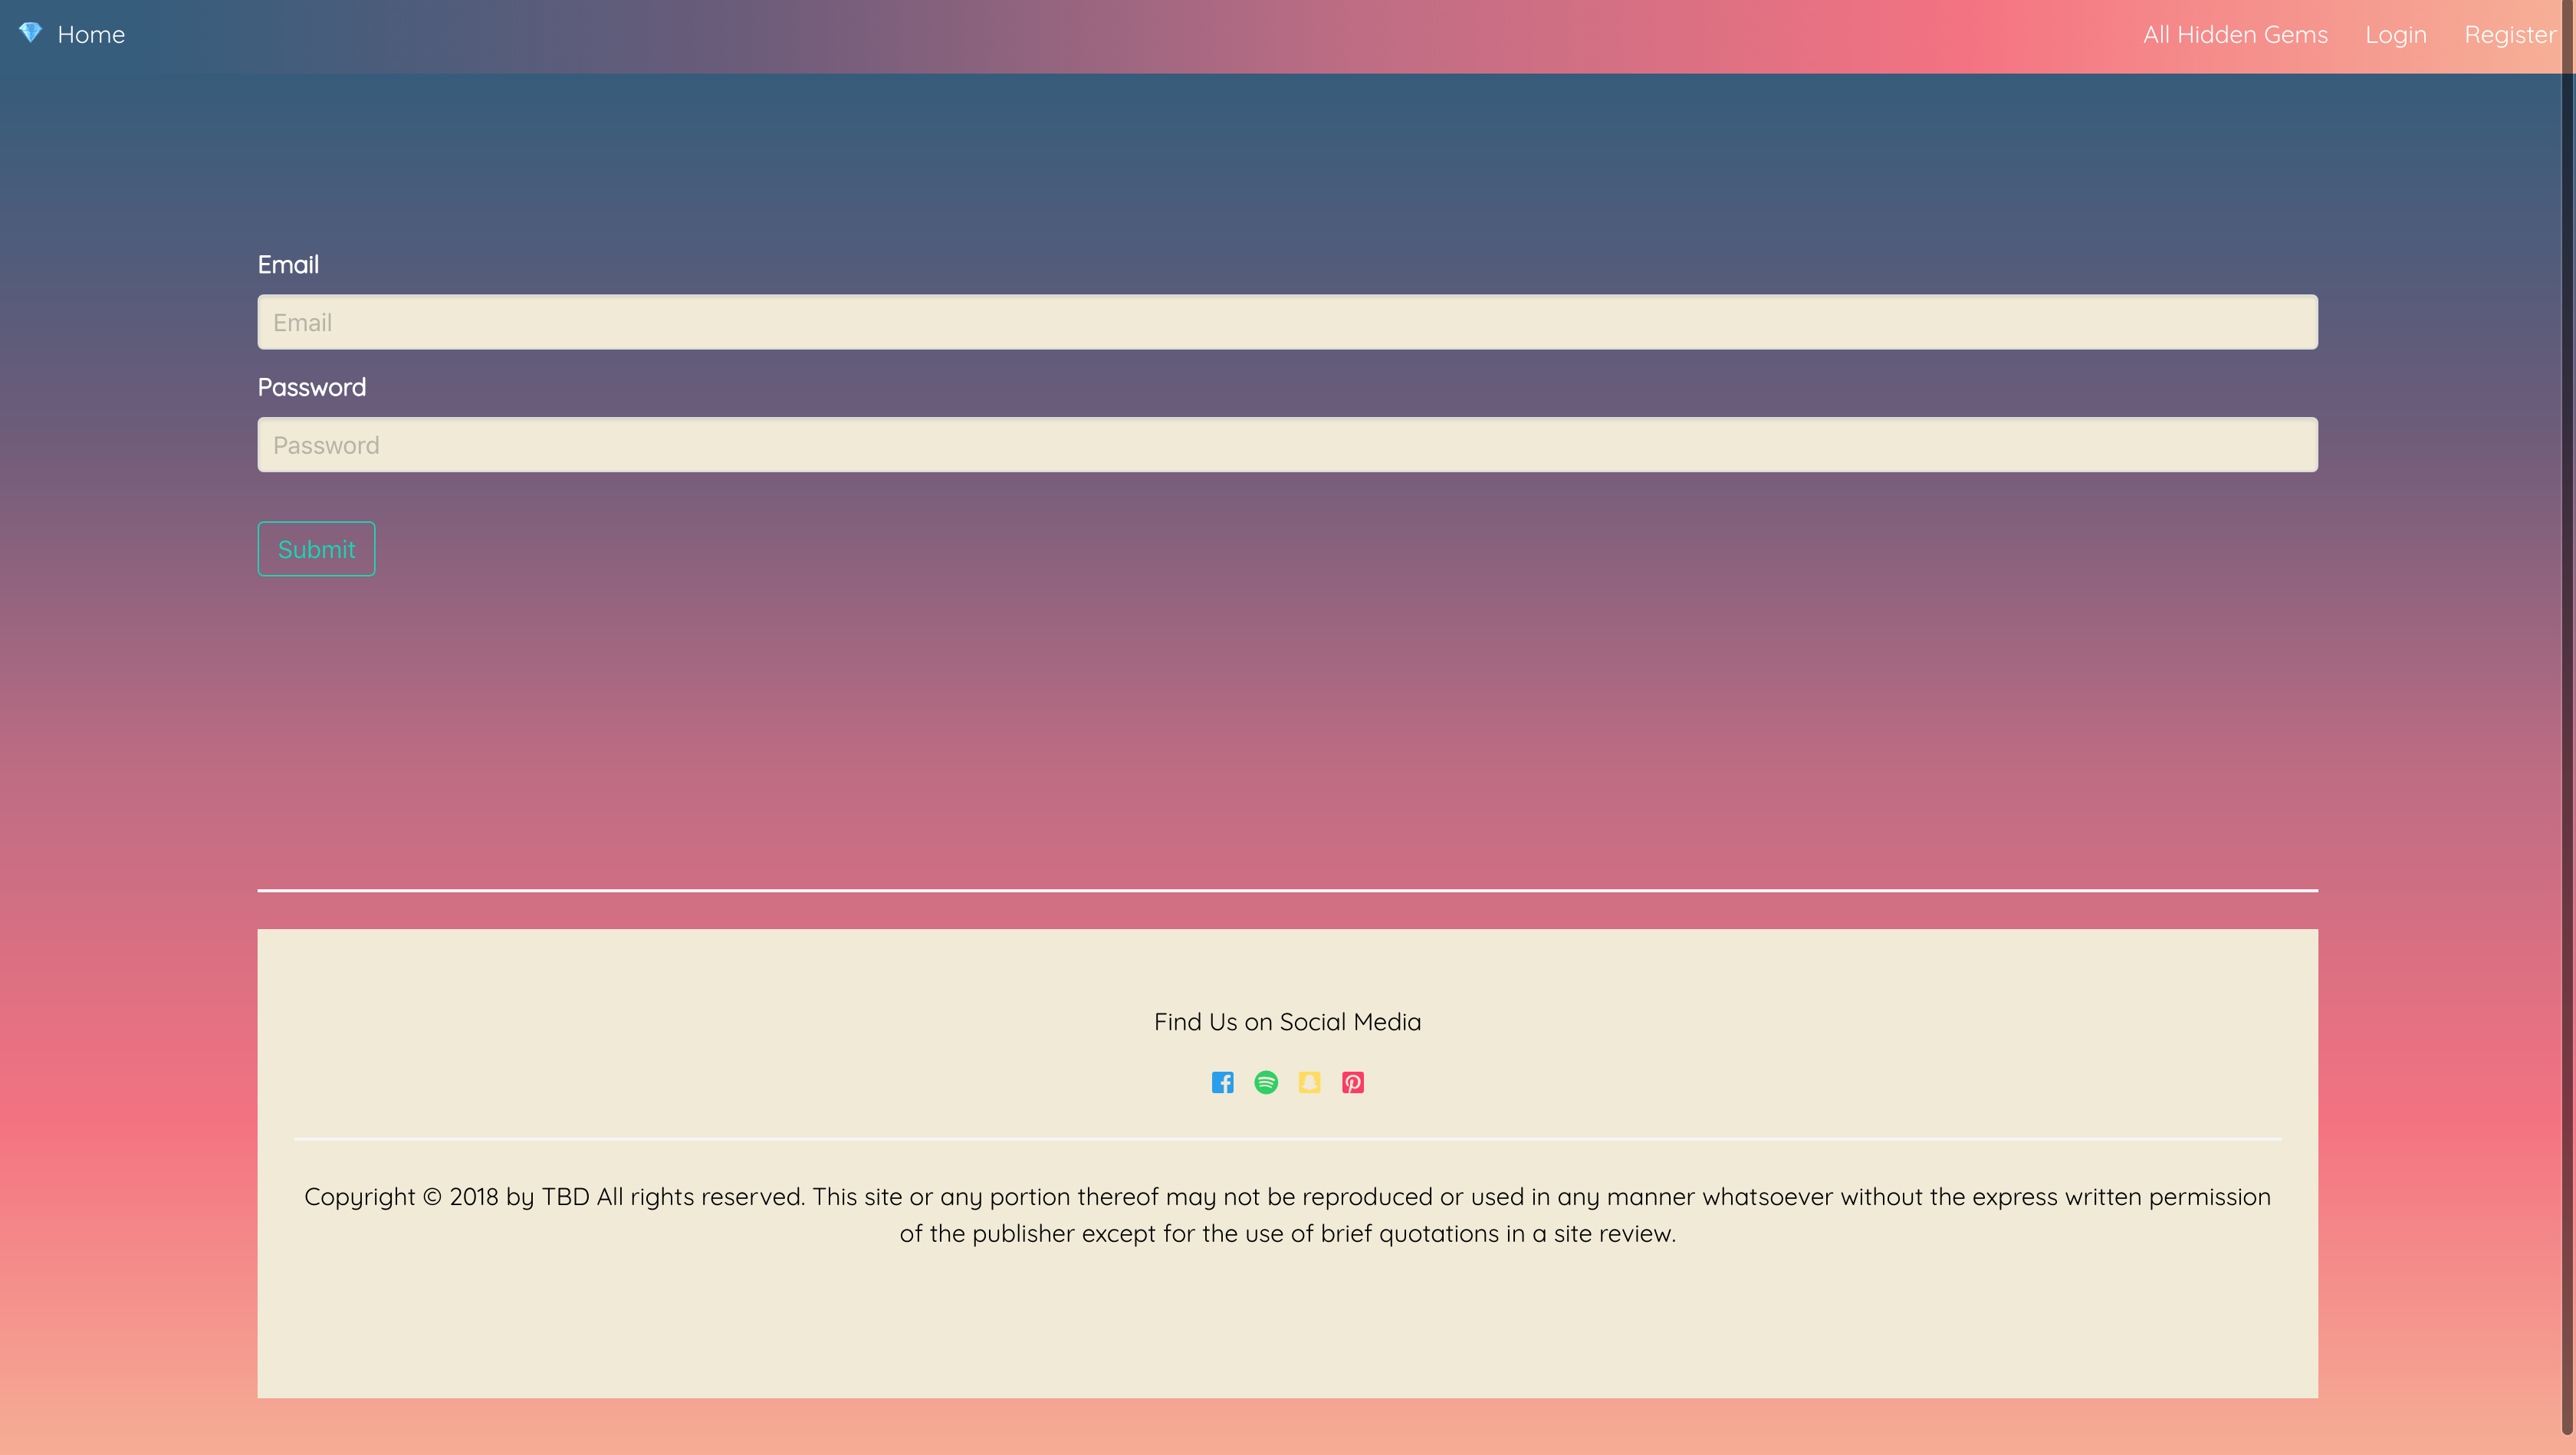 Home All Hidden Gems Login Register
Email
Email
Password
Password
Submit
Find Us on Social Media
Copyright © 2018 by TBD All rights reserved. This site or any portion thereof may not be reproduced or used in any manner whatsoever without the express written permission
of the publisher except for the use of brief quotations in a site review.